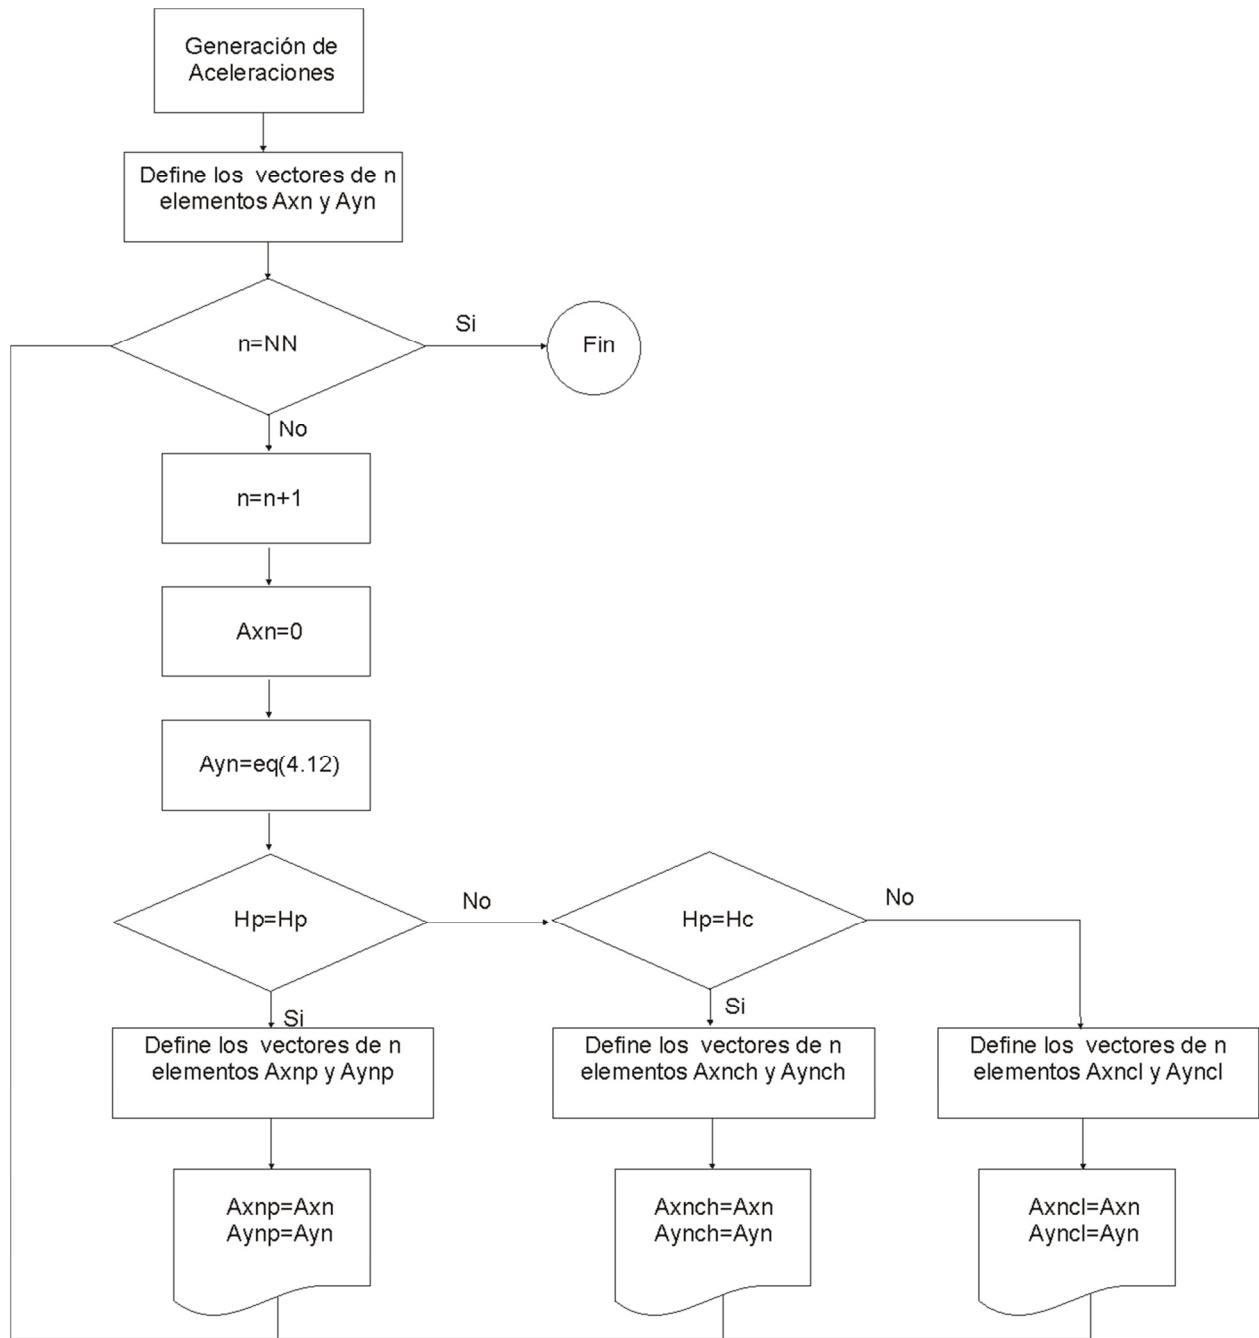 Generación de
Aceleraciones
Define los vectores de n
elementos Axn y Ayn
n=NN
Si
Fin
No
n=n+1
Axn=0
Ayn=eq(4.12)
Hp=Hp
No
Hp=Hc
No
Si
Si
Define los vectores de n
elementos Axnp y Aynp
Define los vectores de n
elementos Axnch y Aynch
Define los vectores de n
elementos Axncl y Ayncl
Axnp=Axn
Aynp=Ayn
Axnch=Axn
Aynch=Ayn
Axncl=Axn
Ayncl=Ayn